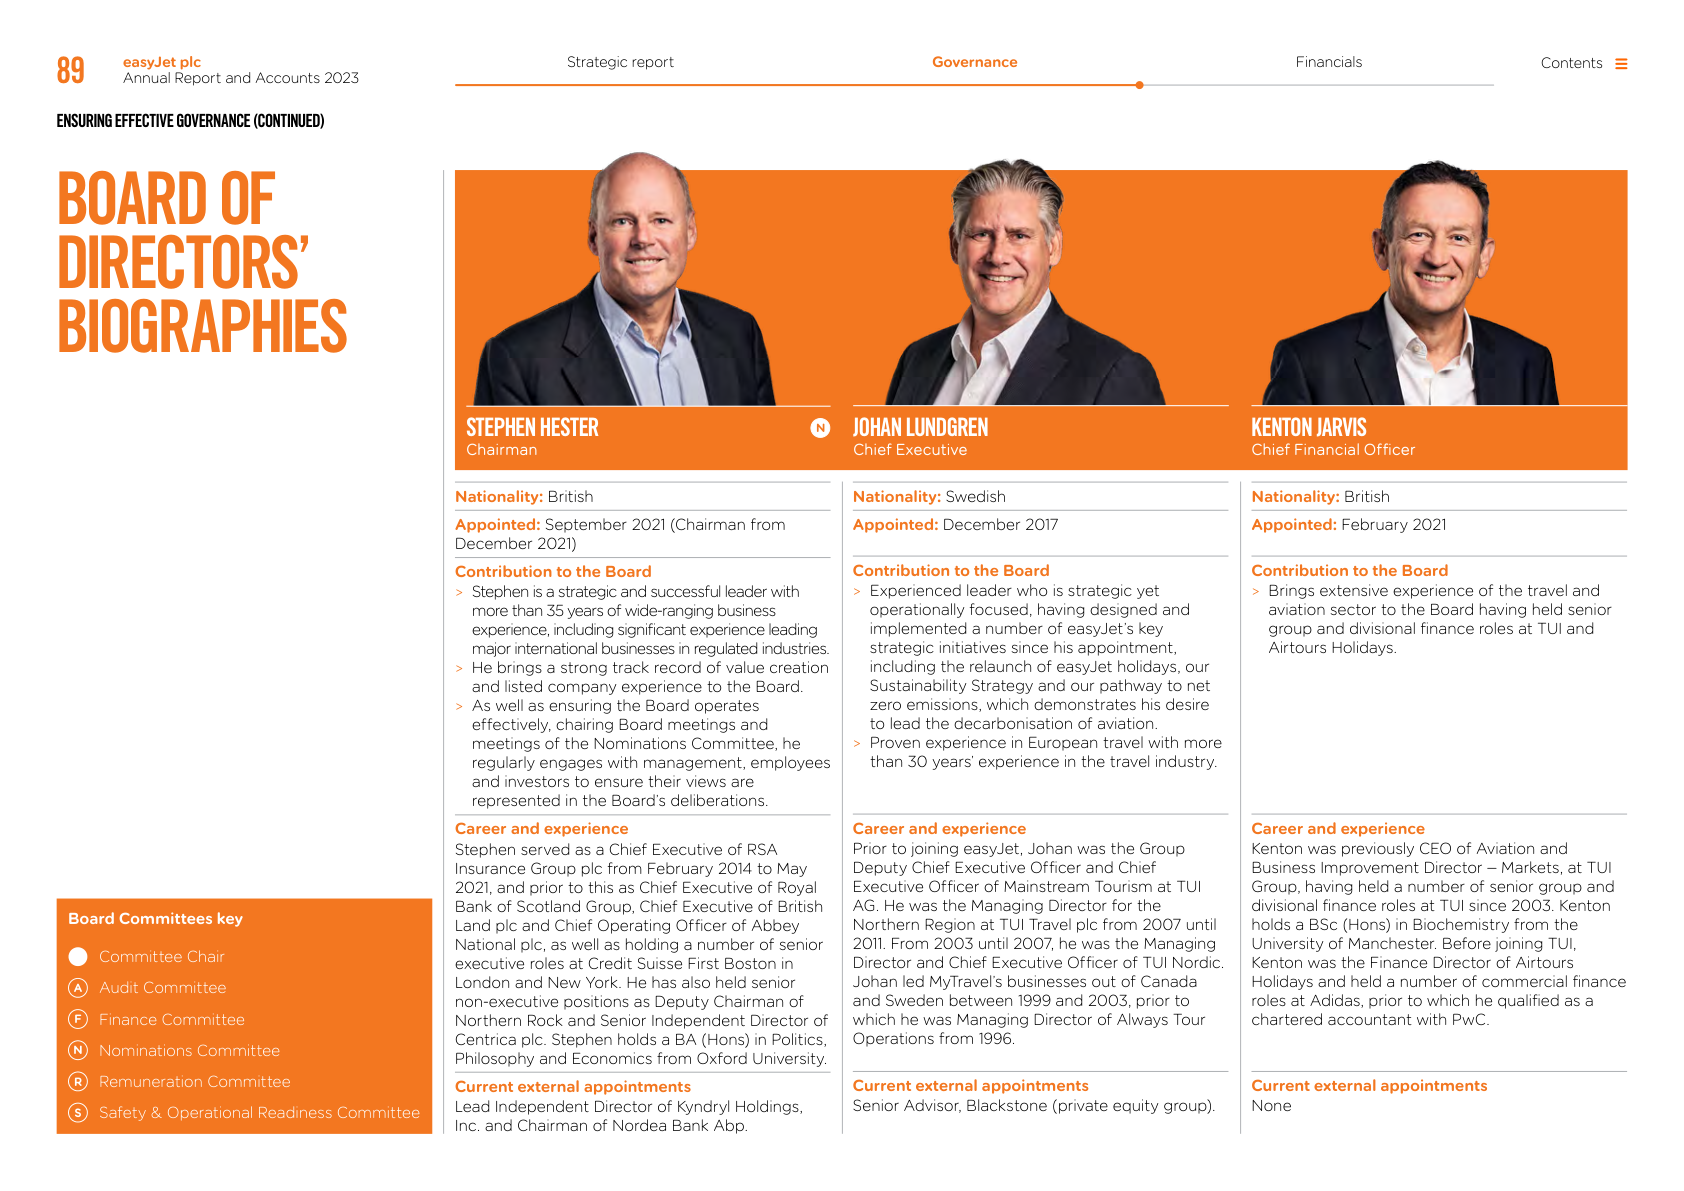 89
easyJet plc
Annual Report and Accounts 2023
Strategic report
Governance
Financials
Contents
ENSURING EFFECTIVE GOVERNANCE (CONTINUED)
BOARD OF
DIRECTORS’
BIOGRAPHIES
STEPHEN HESTER
N
Chairman
Nationality: British
Appointed: September 2021 (Chairman from
December 2021)
Contribution to the Board
> Stephen is a strategic and successful leader with
more than 35 years of wide-ranging business
experience, including significant experience leading
major international businesses in regulated industries.
> He brings a strong track record of value creation
and listed company experience to the Board.
> As well as ensuring the Board operates
effectively, chairing Board meetings and
meetings of the Nominations Committee, he
regularly engages with management, employees
and investors to ensure their views are
represented in the Board’s deliberations.
Career and experience
Stephen served as a Chief Executive of RSA
Insurance Group plc from February 2014 to May
2021, and prior to this as Chief Executive of Royal
Bank of Scotland Group, Chief Executive of British
Land plc and Chief Operating Officer of Abbey
National plc, as well as holding a number of senior
executive roles at Credit Suisse First Boston in
London and New York. He has also held senior
non-executive positions as Deputy Chairman of
Northern Rock and Senior Independent Director of
Centrica plc. Stephen holds a BA (Hons) in Politics,
Philosophy and Economics from Oxford University.
Current external appointments
Lead Independent Director of Kyndryl Holdings,
Inc. and Chairman of Nordea Bank Abp.
JOHAN LUNDGREN
Chief Executive
Nationality: Swedish
Appointed: December 2017
Contribution to the Board
> Experienced leader who is strategic yet
operationally focused, having designed and
implemented a number of easyJet’s key
strategic initiatives since his appointment,
including the relaunch of easyJet holidays, our
Sustainability Strategy and our pathway to net
zero emissions, which demonstrates his desire
to lead the decarbonisation of aviation.
> Proven experience in European travel with more
than 30 years’ experience in the travel industry.
Career and experience
Prior to joining easyJet, Johan was the Group
Deputy Chief Executive Officer and Chief
Executive Officer of Mainstream Tourism at TUI
AG. He was the Managing Director for the
Northern Region at TUI Travel plc from 2007 until
2011. From 2003 until 2007, he was the Managing
Director and Chief Executive Officer of TUI Nordic.
Johan led MyTravel’s businesses out of Canada
and Sweden between 1999 and 2003, prior to
which he was Managing Director of Always Tour
Operations from 1996.
Current external appointments
Senior Advisor, Blackstone (private equity group).
KENTON JARVIS
Chief Financial Officer
Nationality: British
Appointed: February 2021
Contribution to the Board
> Brings extensive experience of the travel and
aviation sector to the Board having held senior
group and divisional finance roles at TUI and
Airtours Holidays.
Career and experience
Kenton was previously CEO of Aviation and
Business Improvement Director – Markets, at TUI
Group, having held a number of senior group and
divisional finance roles at TUI since 2003. Kenton
holds a BSc (Hons) in Biochemistry from the
University of Manchester. Before joining TUI,
Kenton was the Finance Director of Airtours
Holidays and held a number of commercial finance
roles at Adidas, prior to which he qualified as a
chartered accountant with PwC.
Current external appointments
None
Board Committees key
Committee Chair
A Audit Committee
F Finance Committee
N Nominations Committee
R Remuneration Committee
S Safety & Operational Readiness Committee